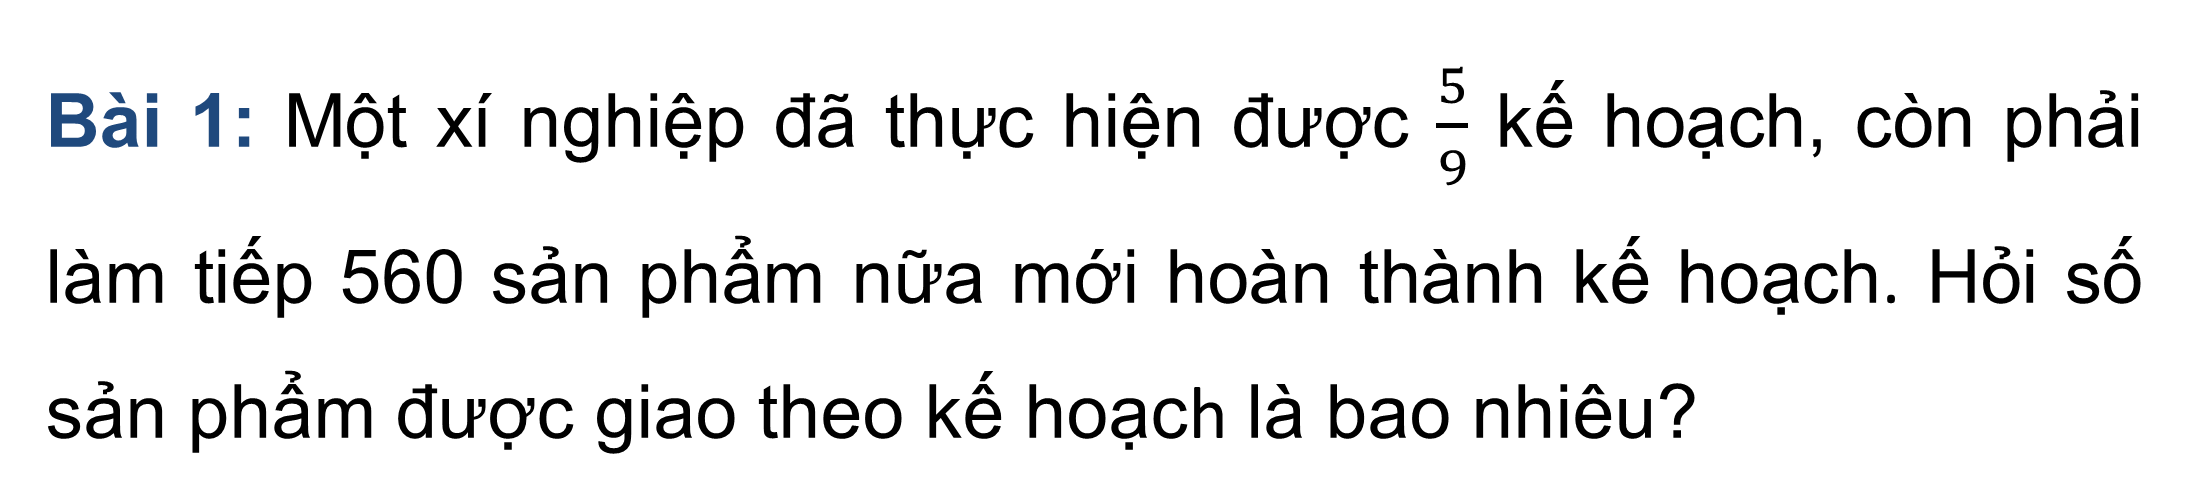 Bài 1: Một xí nghiệp đã thực hiện được 5/9 kế hoạch, còn phải
làm tiếp 560 sản phẩm nữa mới hoàn thành kế hoạch. Hỏi số
sản phẩm được giao theo kế hoạch là bao nhiêu?